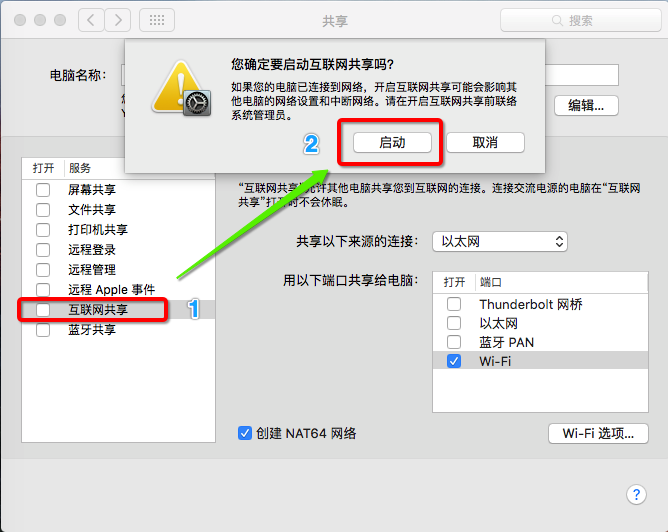 共享
搜索
您确定要启动互联网共享吗?
如果您的电脑已连接到网络，开启互联网共享可能会影响其
他电脑的网络设置和中断网络。请在开启互联网共享前联络
系统管理员。
2
启动
取消
电脑名称：
编辑...
打开 服务
屏幕共享
文件共享
打印机共享
远程登录
远程管理
远程 Apple 事件
互联网共享
1
蓝牙共享
“互联网共享”允许其他电脑共享您到互联网的连接。连接交流电源的电脑在“互联网
共享”打开时不会休眠。
共享以下来源的连接：
以太网
用以下端口共享给电脑：
打开 端口
Thunderbolt 网桥
以太网
蓝牙 PAN
Wi-Fi
创建 NAT64 网络
Wi-Fi 选项...
?